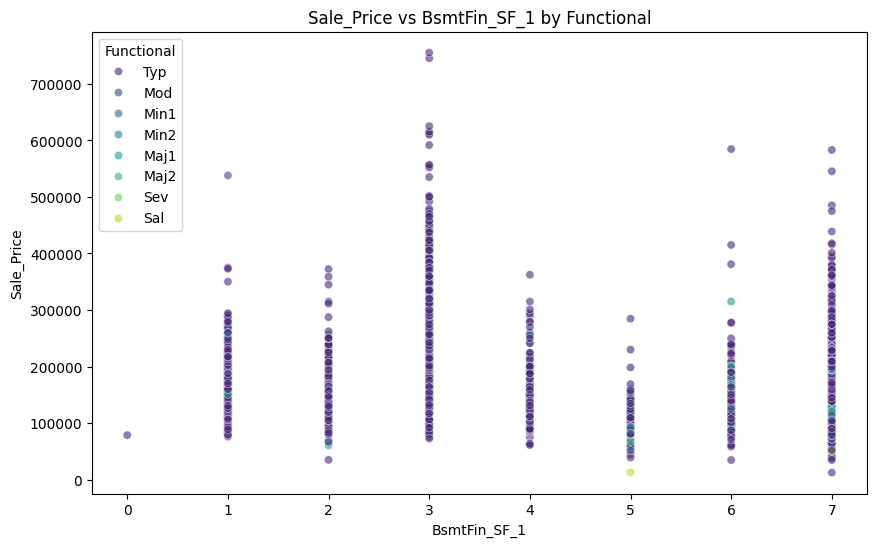 Sale_Price vs BsmtFin_SF_1 by Functional
Functional
Typ
Mod
Min1
Min2
Maj1
Maj2
Sev
Sal
700000
600000
500000
400000
300000
200000
100000
0
Sale_Price
0 1 2 3 4 5 6 7
BsmtFin_SF_1